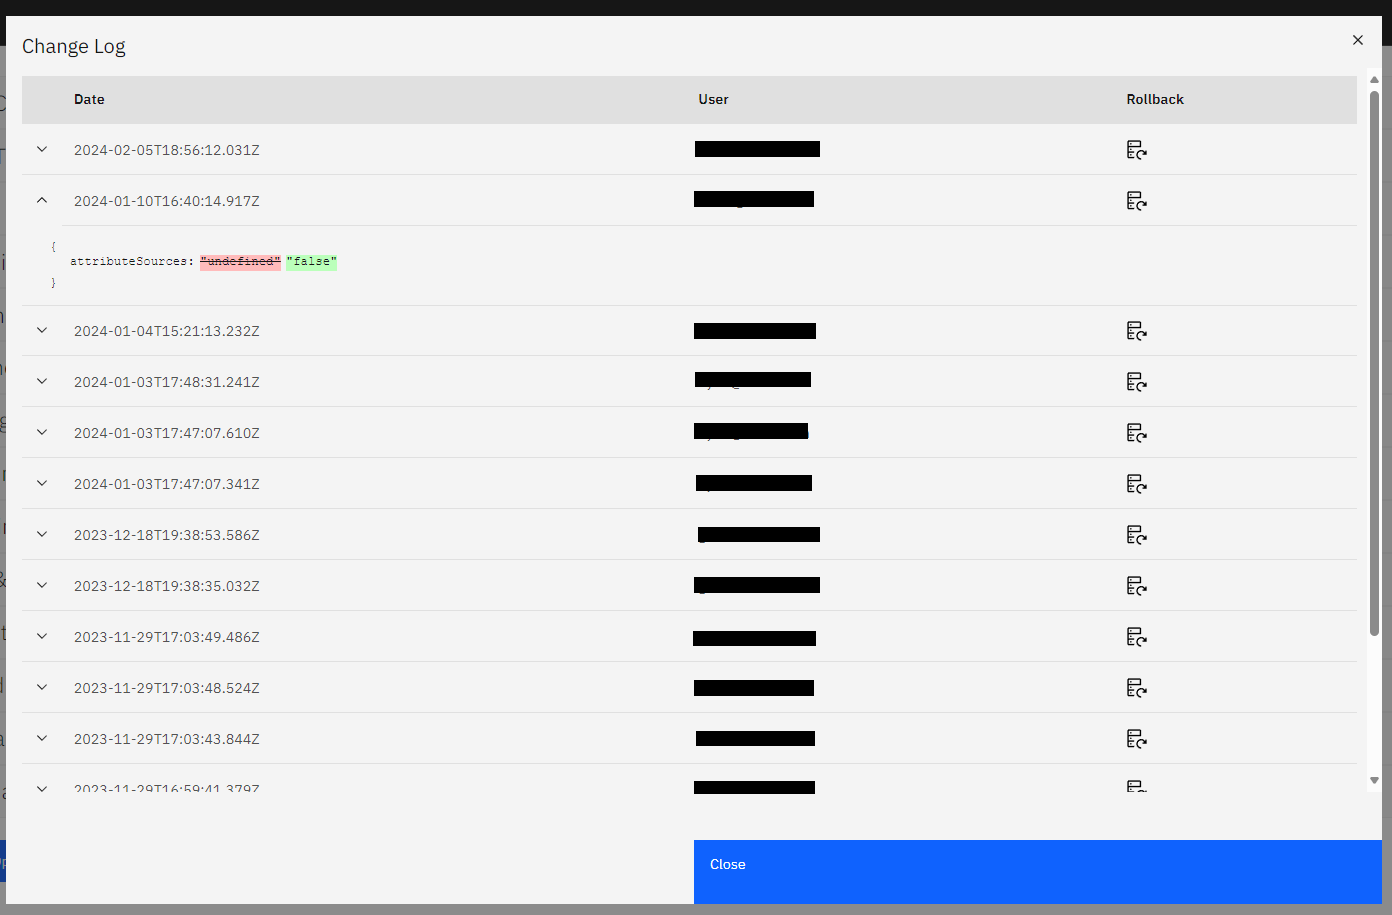 Change Log
Date User Rollback
2024-02-05T18:56:12.031Z
2024-01-10T16:40:14.917Z
{
attributeSources: "undefined" "false"
}
2024-01-04T15:21:13.232Z
2024-01-03T17:48:31.241Z
2024-01-03T17:47:07.610Z
2024-01-03T17:47:07.341Z
2023-12-18T19:38:53.586Z
2023-12-18T19:38:35.032Z
2023-11-29T17:03:49.486Z
2023-11-29T17:03:48.524Z
2023-11-29T17:03:43.844Z
2023-11-29T16:59:41.379Z
Close